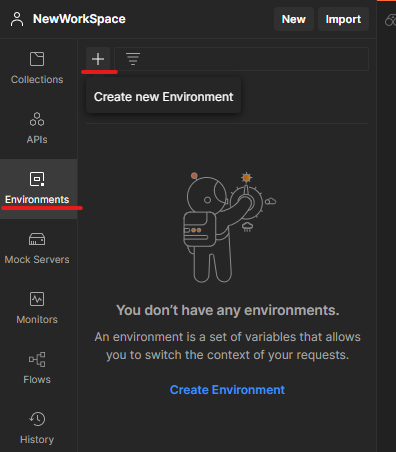 NewWorkSpace
New
Import
Collections
Create new Environment
APIs
Environments
Mock Servers
Monitors
Flows
History
You don’t have any environments.
An environment is a set of variables that allows
you to switch the context of your requests.
Create Environment